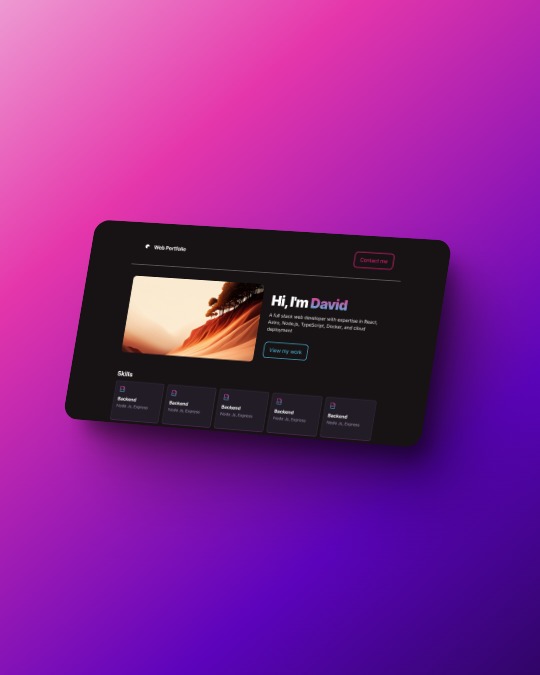 Web Portfolio
Contact me
Hi, I'm David
A full stack web developer with expertise in React,
Astro, Node.js, TypeScript, Docker, and cloud
deployment
View my work
Skills
Backend
Node.Js, Express
Backend
Node.Js, Express
Backend
Node.Js, Express
Backend
Node.Js, Express
Backend
Node.Js, Express